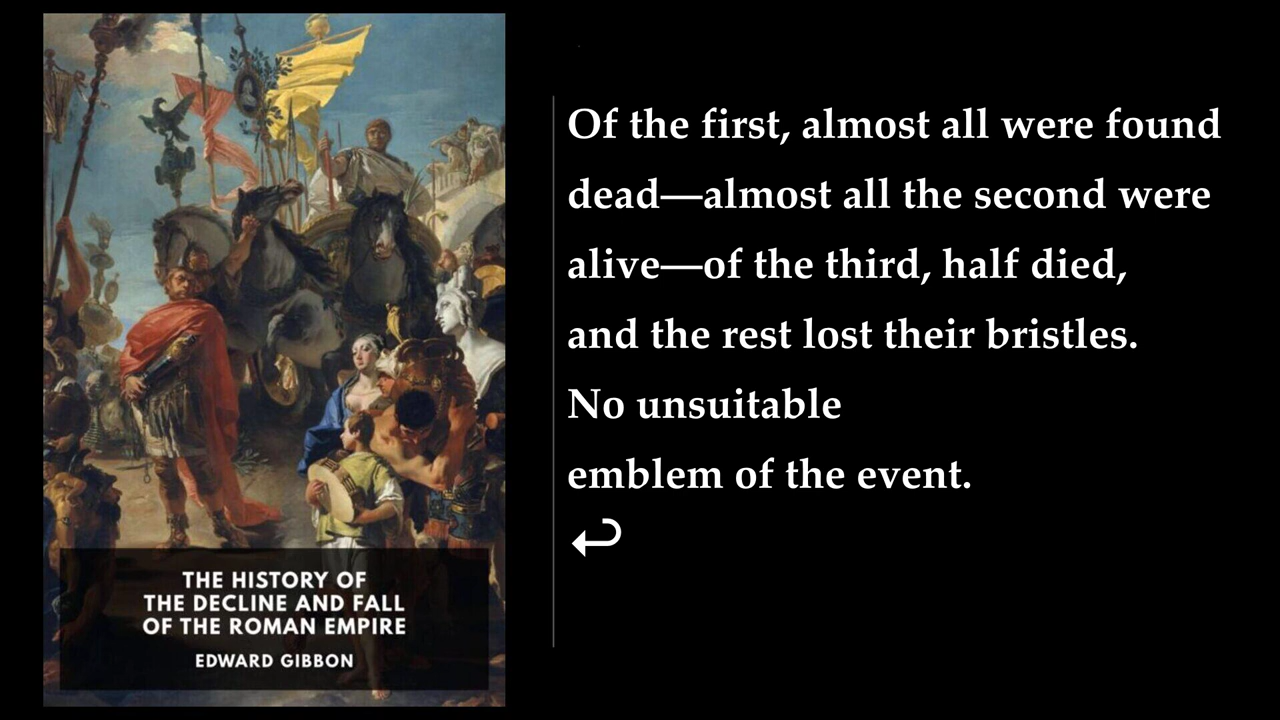 THE HISTORY OF
THE DECLINE AND FALL
OF THE ROMAN EMPIRE
EDWARD GIBBON
Of the first, almost all were found
dead—almost all the second were
alive—of the third, half died,
and the rest lost their bristles.
No unsuitable
emblem of the event.
↩